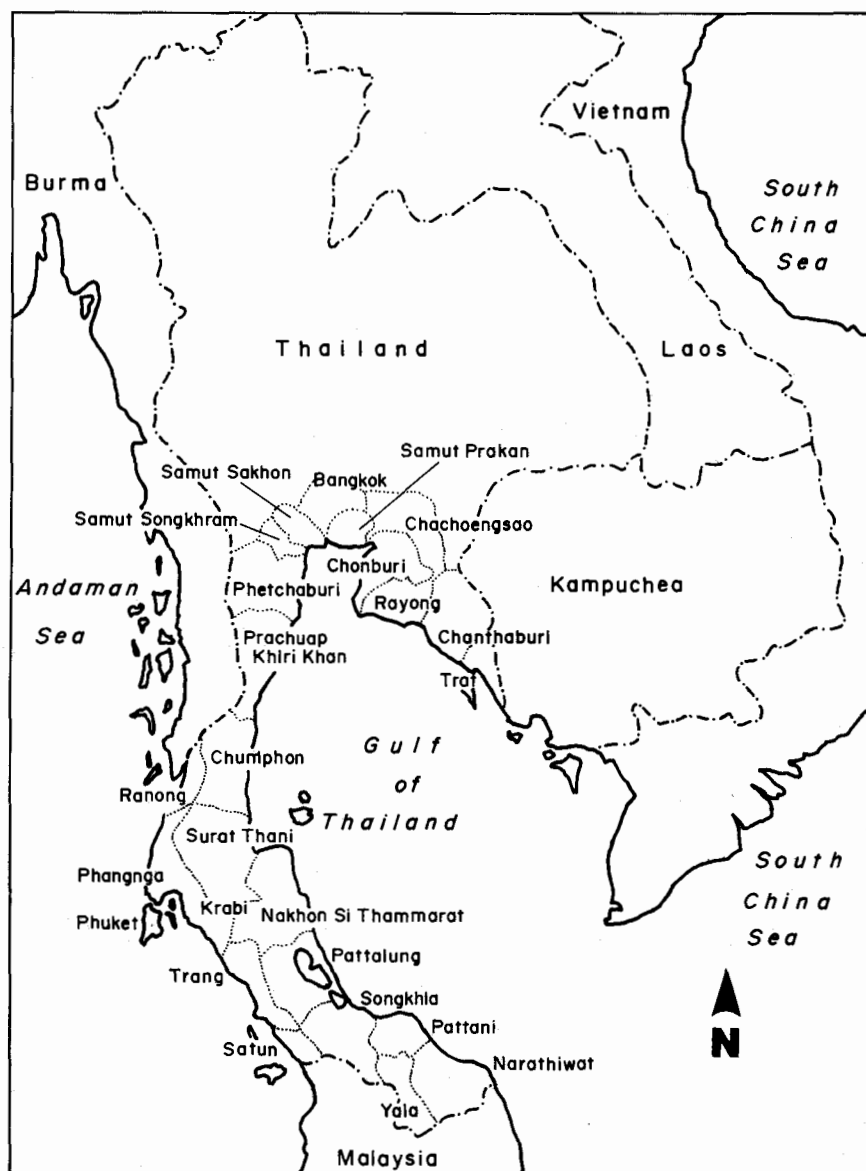 Vietnam
Burma
South
China
Sea
Thailand
Laos
Samut Prakan
Samut Sakhon
Bangkok
Samut Songkhram
Chachoengsao
Chonburi
Andaman
Sea
Phetchaburi
Rayong
Kampuchea
Prachuap
Khiri Khan
Chanthaburi
Trat
Gulf
of
Thailand
Chumphon
Ranong
Surat Thani
South
China
Sea
Phangnga
Krabi
Nakhon Si Thammarat
Phuket
Pattalung
Trang
Songkhla
Pattani
N
Satun
Narathiwat
Yala
Malaysia